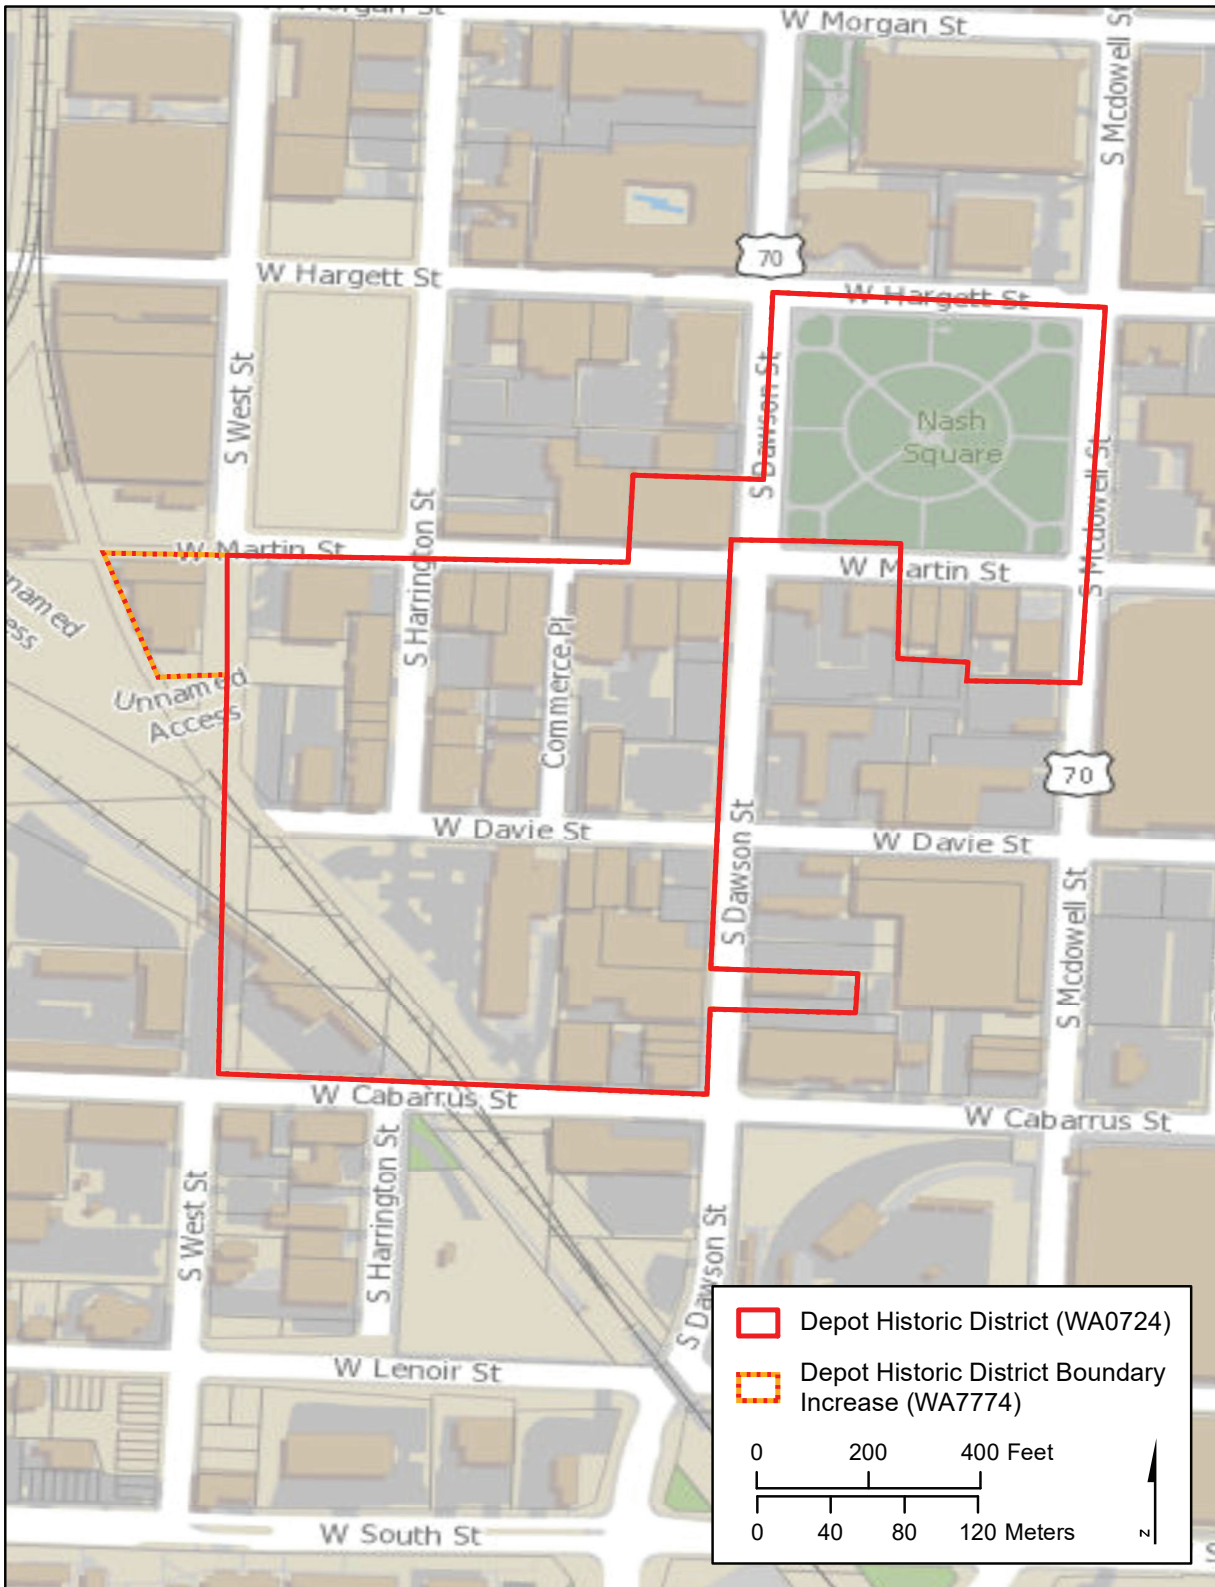 W Morgan St
S Mcdowell St
70
W Hargett St
W Hargett St
S West St
S Dawson St
Nash
Square
S Harrington St
S Mcdowell St
W Martin St
W Martin St
Commerce Pl
Unnamed
Access
70
W Davie St
W Davie St
S Dawson St
S Mcdowell St
W Cabarrus St
W Cabarrus St
S West St
S Harrington St
S Dawson St
W Lenoir St
W South St
Depot Historic District (WA0724)
Depot Historic District Boundary
Increase (WA7774)
0 200 400 Feet
0 40 80 120 Meters
N